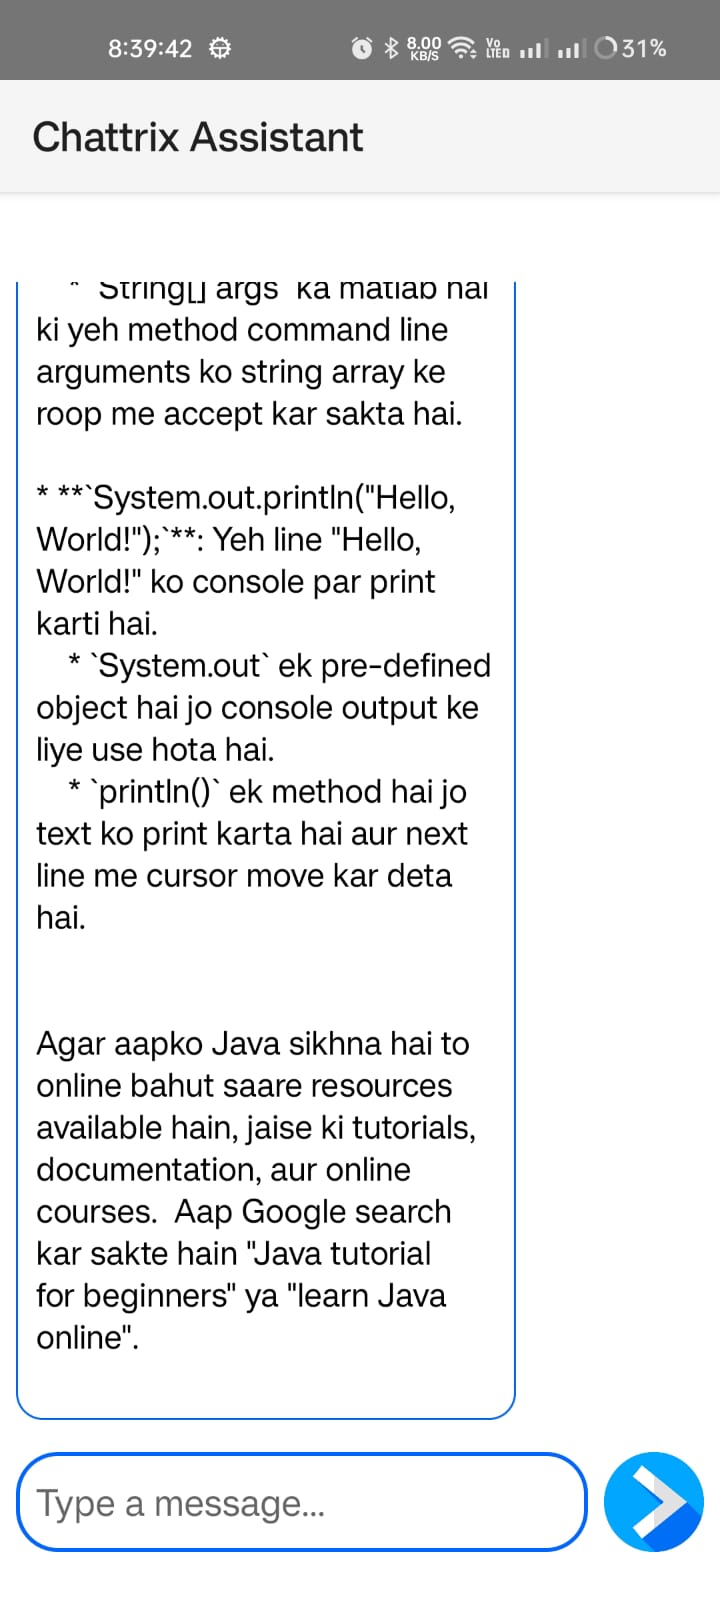 8:39:42
8.00 KB/S
Vo LTED
31%
Chattrix Assistant
* `String[] args` ka matlab hai
ki yeh method command line
arguments ko string array ke
roop me accept kar sakta hai.
* **`System.out.println("Hello,
World!");`**: Yeh line "Hello,
World!" ko console par print
karti hai.
* `System.out` ek pre-defined
object hai jo console output ke
liye use hota hai.
* `println()` ek method hai jo
text ko print karta hai aur next
line me cursor move kar deta
hai.
Agar aapko Java sikhna hai to
online bahut saare resources
available hain, jaise ki tutorials,
documentation, aur online
courses.  Aap Google search
kar sakte hain "Java tutorial
for beginners" ya "learn Java
online".
Type a message...